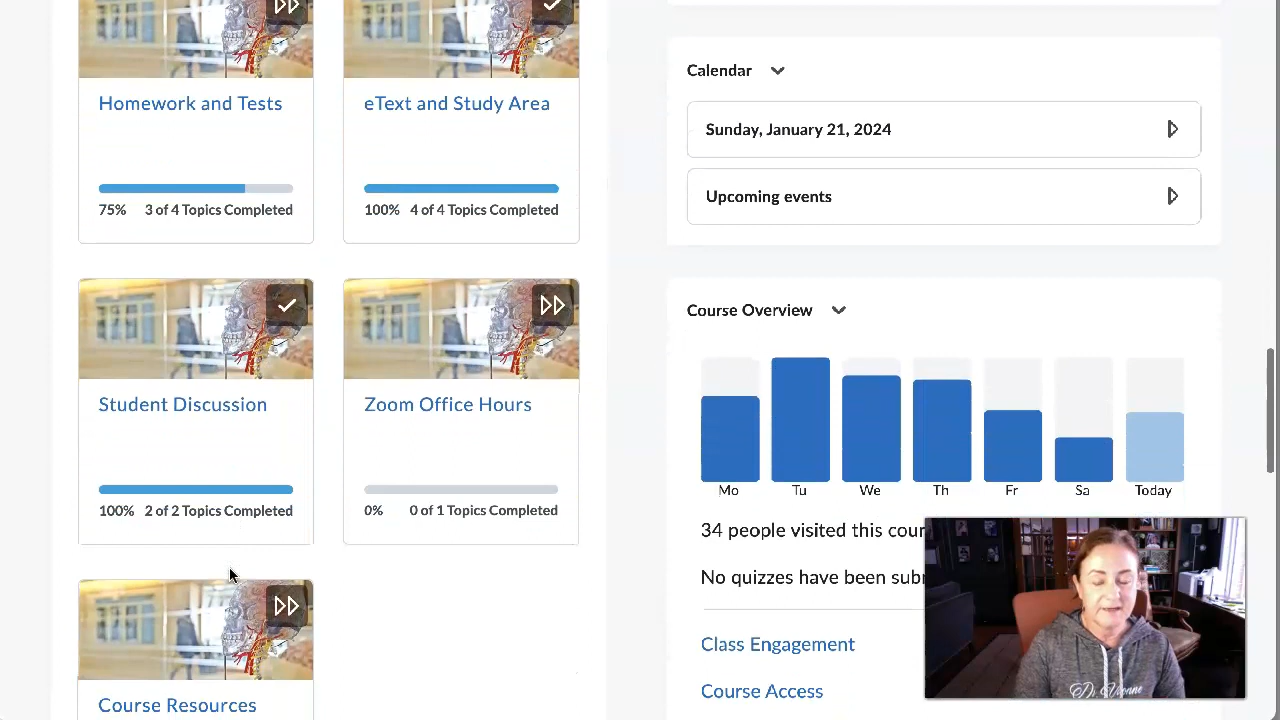 Homework and Tests
75% 3 of 4 Topics Completed
eText and Study Area
100% 4 of 4 Topics Completed
Student Discussion
100% 2 of 2 Topics Completed
Zoom Office Hours
0% 0 of 1 Topics Completed
Course Resources
Calendar
Sunday, January 21, 2024
Upcoming events
Course Overview
Mo Tu We Th Fr Sa Today
34 people visited this cour
No quizzes have been subr
Class Engagement
Course Access
Dr. Yvonne